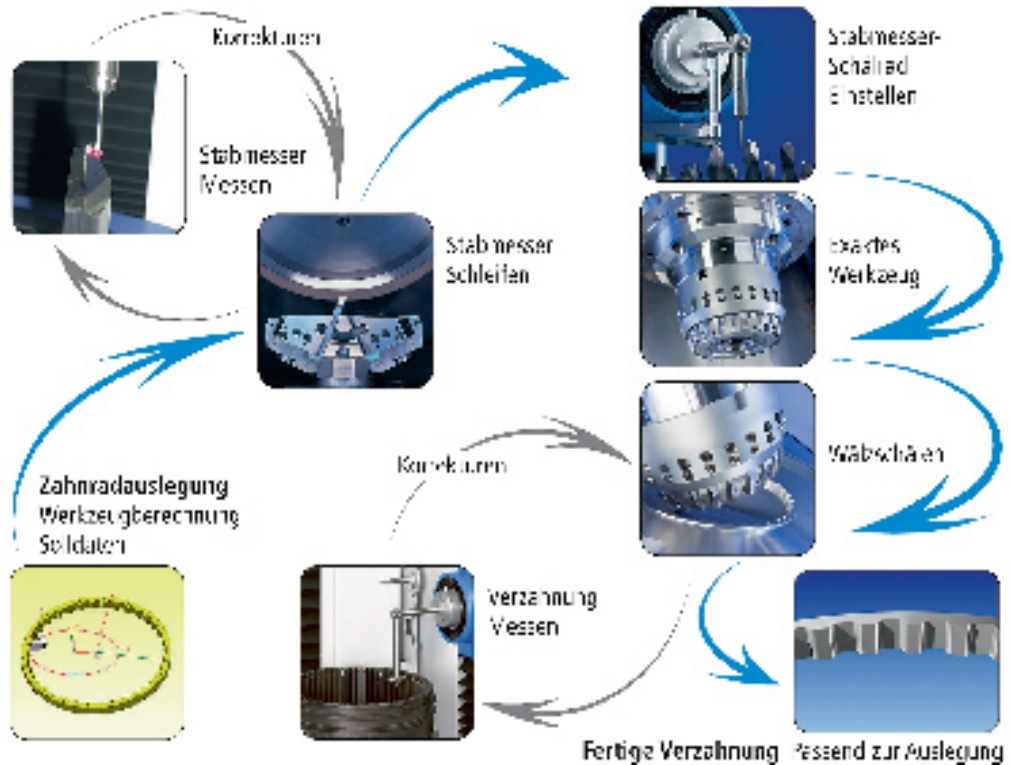 Korrekturen
Stabmesser-
Schälrad
Einstellen
Stabmesser
Messen
Stabmesser
Schleifen
Exaktes
Werkzeug
Korrekturen
Wälzschälen
Zahnradauslegung
Werkzeugberechnung
Solldaten
Verzahnung
Messen
Fertige Verzahnung Passend zur Auslegung